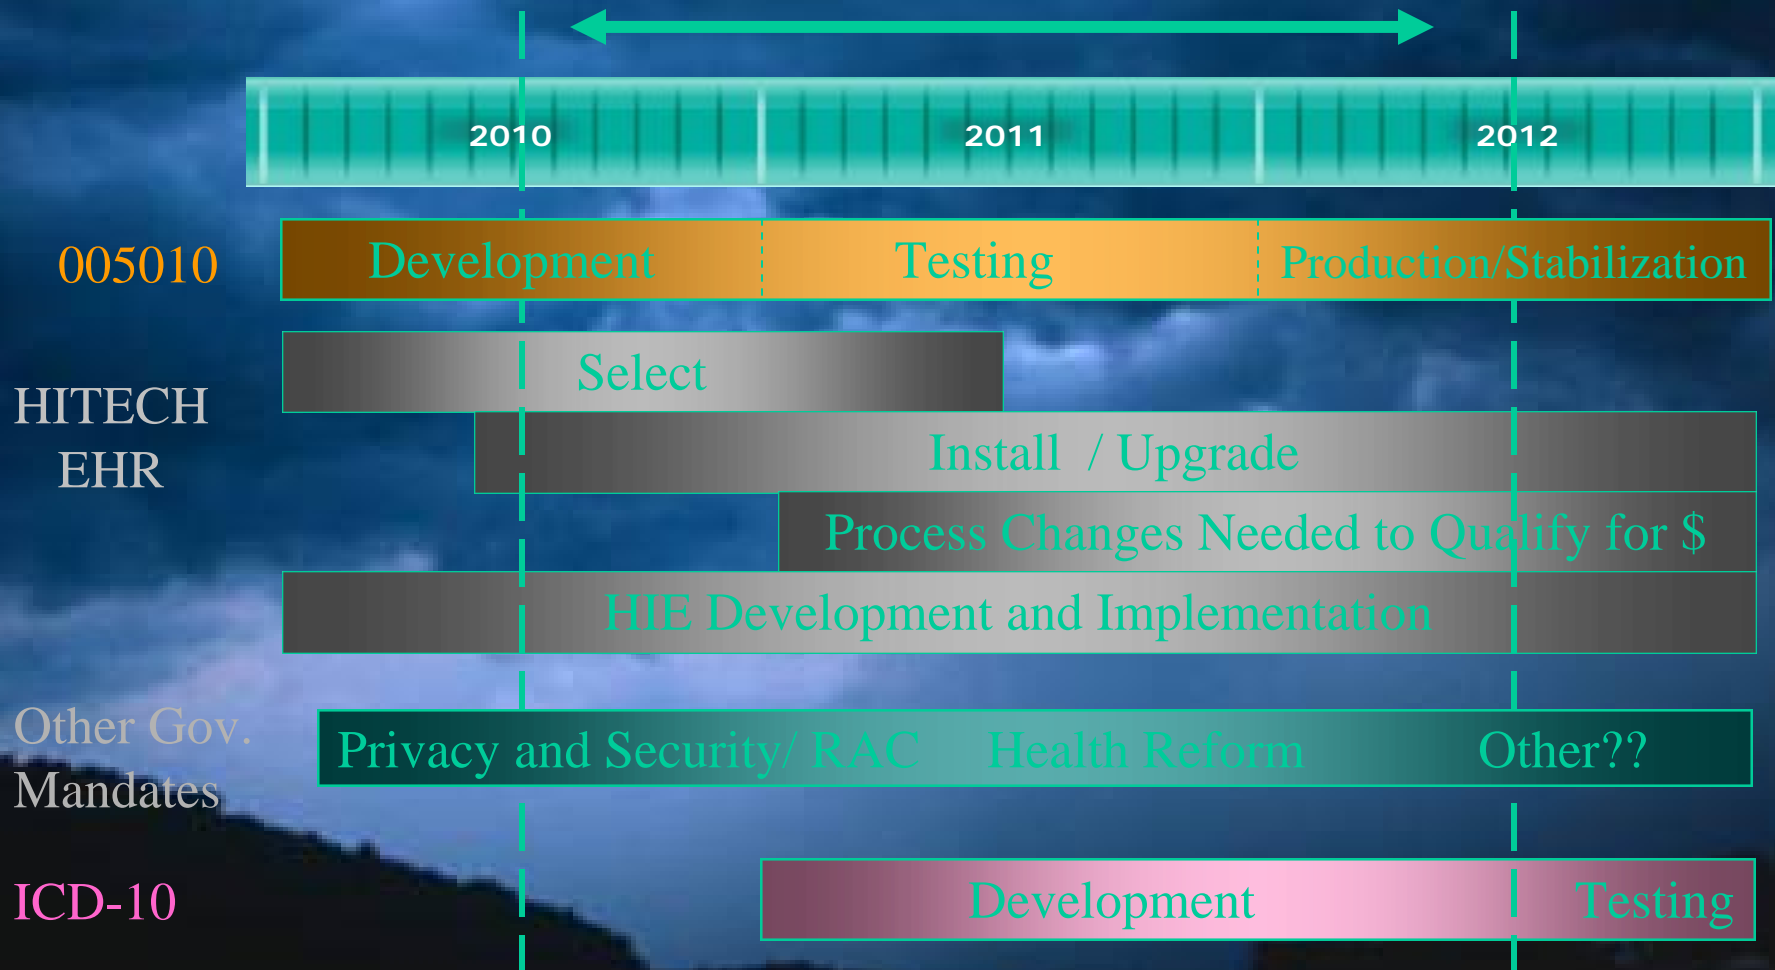 2010 2011 2012
005010 Development Testing Production/Stabilization
Select
HITECH
EHR
Install / Upgrade
Process Changes Needed to Qualify for $
HIE Development and Implementation
Other Gov.
Mandates
Privacy and Security/ RAC Health Reform Other??
ICD-10 Development Testing